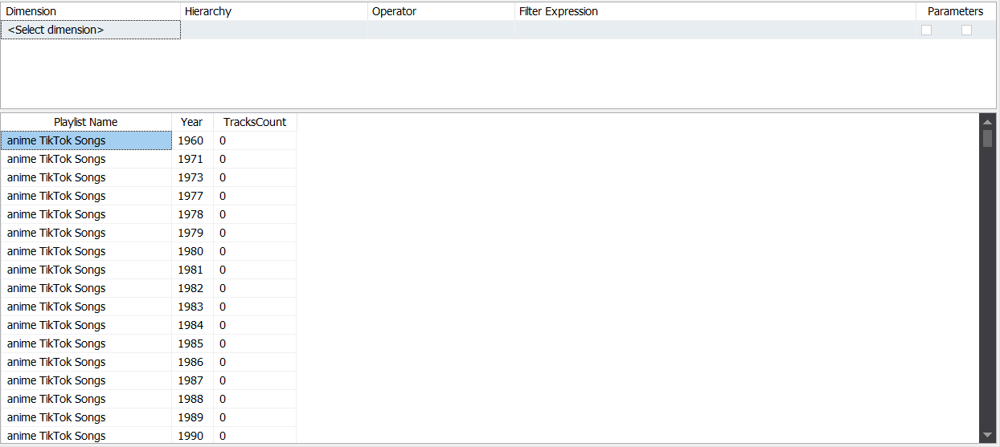 Dimension Hierarchy Operator Filter Expression Parameters
<Select dimension>
Playlist Name Year TracksCount
anime TikTok Songs 1960 0
anime TikTok Songs 1971 0
anime TikTok Songs 1973 0
anime TikTok Songs 1977 0
anime TikTok Songs 1978 0
anime TikTok Songs 1979 0
anime TikTok Songs 1980 0
anime TikTok Songs 1981 0
anime TikTok Songs 1982 0
anime TikTok Songs 1983 0
anime TikTok Songs 1984 0
anime TikTok Songs 1985 0
anime TikTok Songs 1986 0
anime TikTok Songs 1987 0
anime TikTok Songs 1988 0
anime TikTok Songs 1989 0
anime TikTok Songs 1990 0